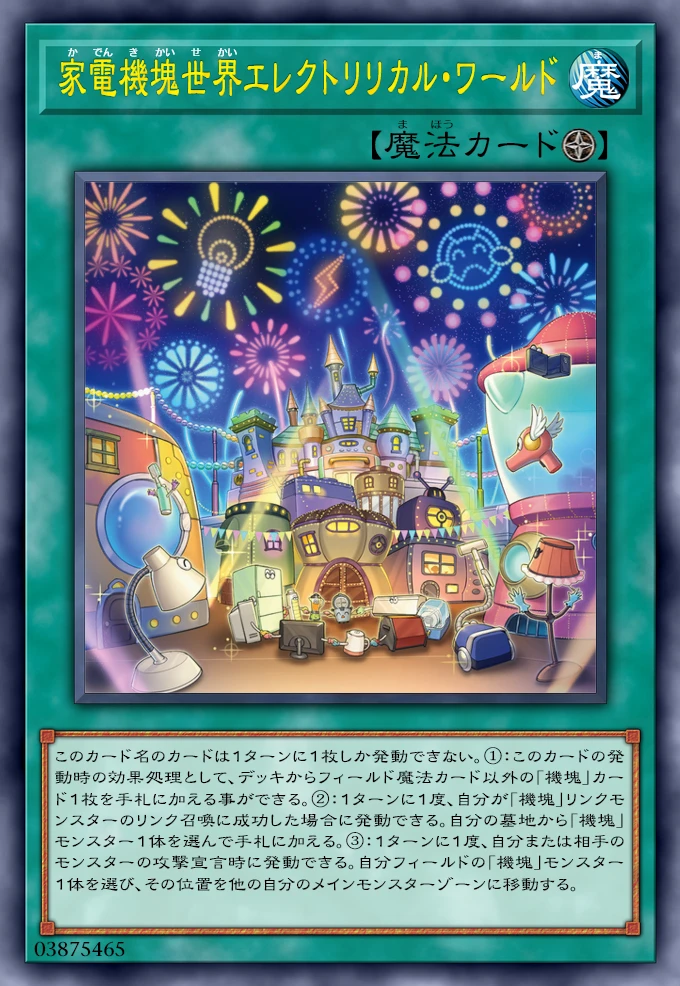 かでんきかいせかい
家電機塊世界エレクトリリカル・ワールド
ま
魔
まほう
【魔法カード】
このカード名のカードは1ターンに1枚しか発動できない。①:このカードの発
動時の効果処理として、デッキからフィールド魔法カード以外の「機塊」カー
ド1枚を手札に加える事ができる。②:1ターンに1度、自分が「機塊」リンクモ
ンスターのリンク召喚に成功した場合に発動できる。自分の墓地から「機塊」
モンスター1体を選んで手札に加える。③:1ターンに1度、自分または相手の
モンスターの攻撃宣言時に発動できる。自分フィールドの「機塊」モンスター
1体を選び、その位置を他の自分のメインモンスターゾーンに移動する。
03875465